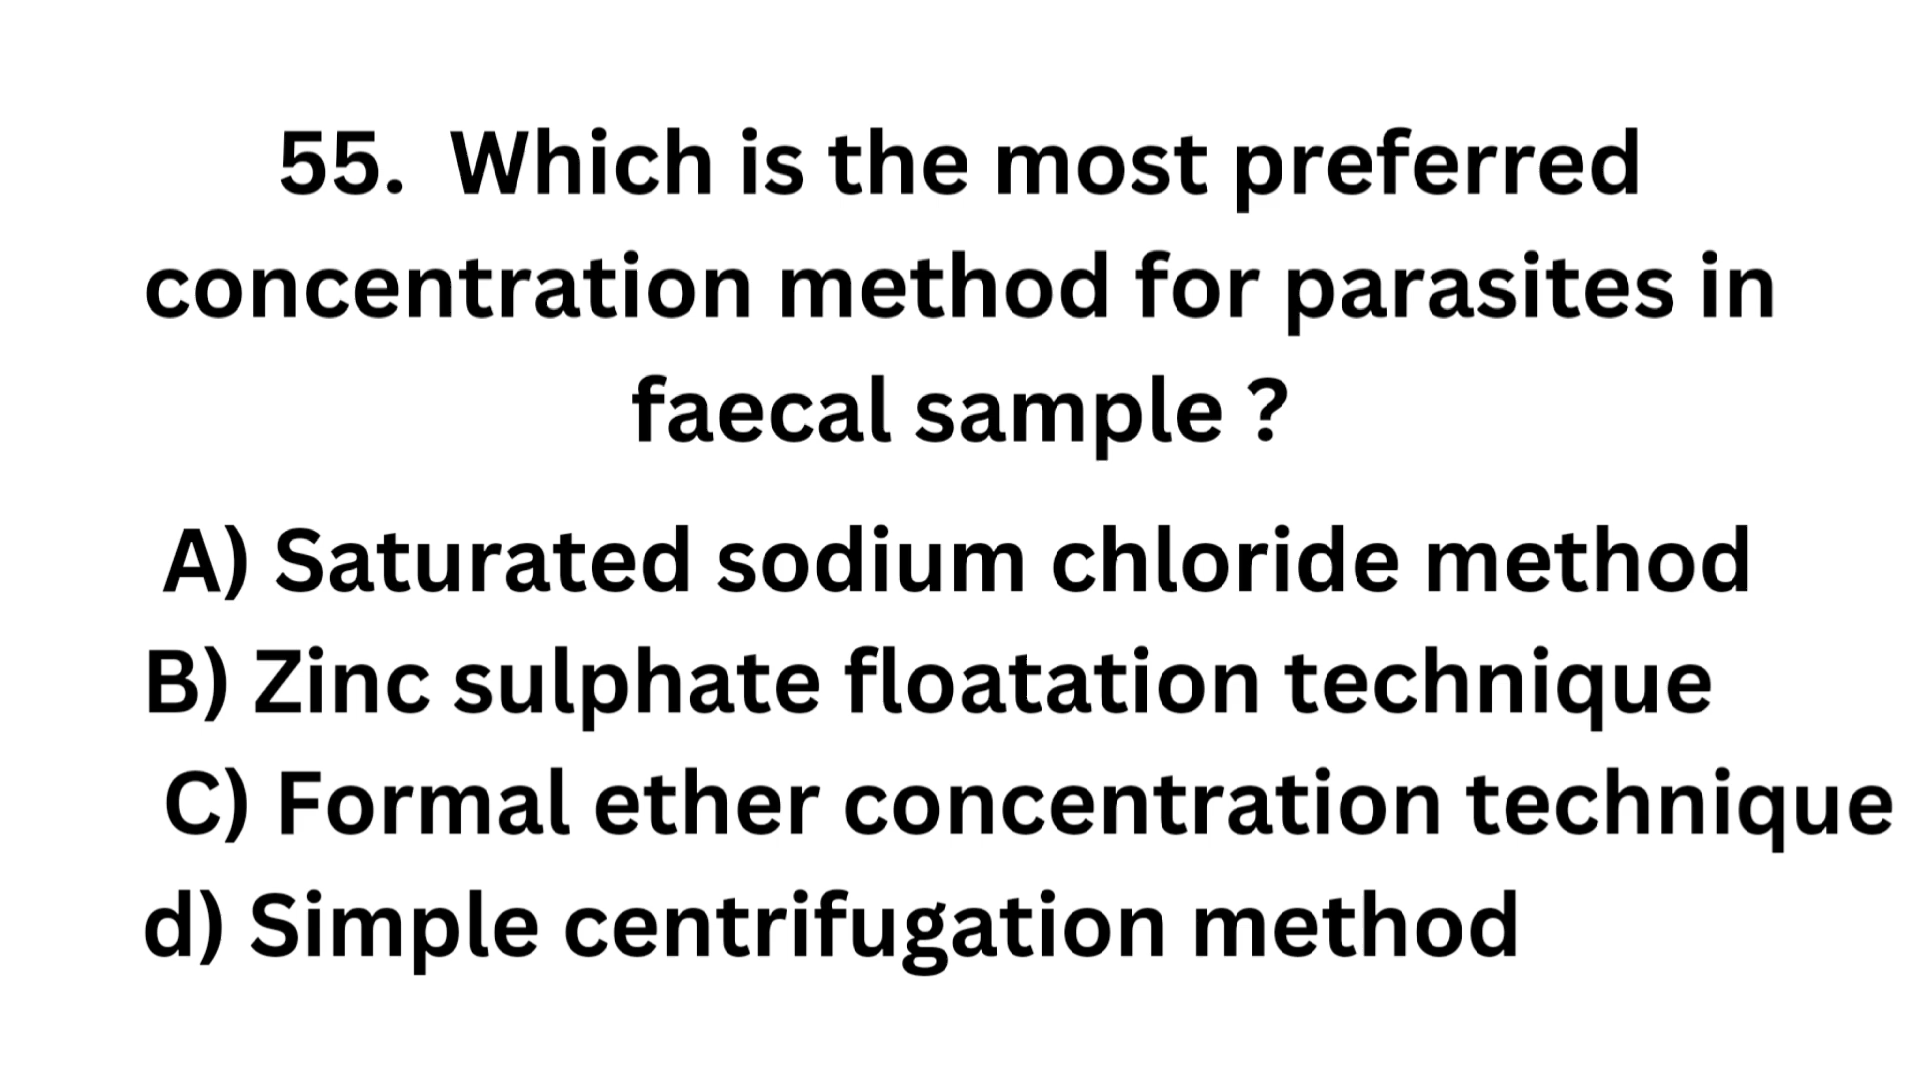 55.  Which is the most preferred
concentration method for parasites in
faecal sample ?
A) Saturated sodium chloride method
B) Zinc sulphate floatation technique
C) Formal ether concentration technique
d) Simple centrifugation method